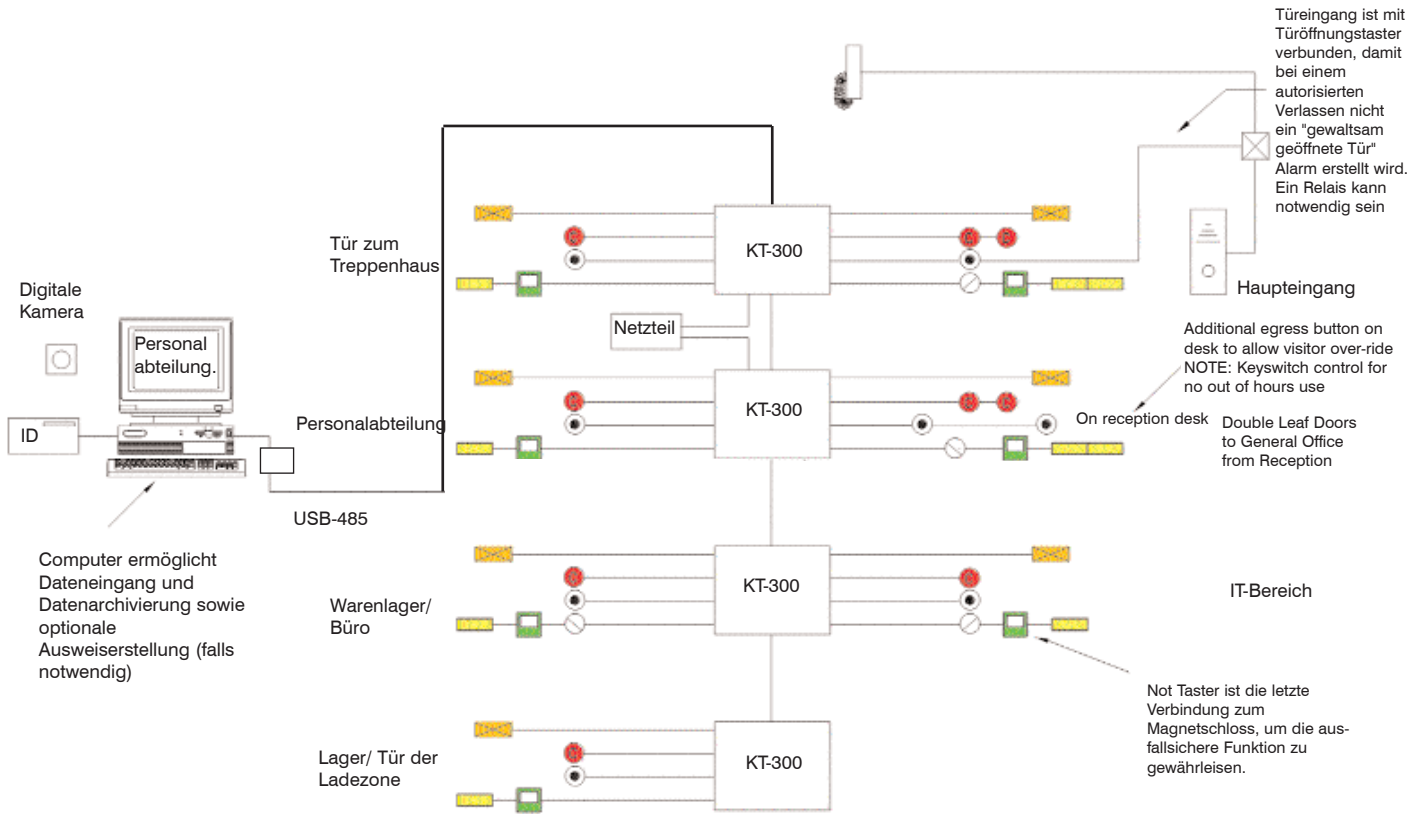 Türeingang ist mit
Türöffnungstaster
verbunden, damit
bei einem
autorisierten
Verlassen nicht
ein "gewaltsam
geöffnete Tür"
Alarm erstellt wird.
Ein Relais kann
notwendig sein
Tür zum
Treppenhaus
KT-300
Haupteingang
Digitale
Kamera
Personal
abteilung.
Netzteil
Additional egress button on
desk to allow visitor over-ride
NOTE: Keyswitch control for
no out of hours use
ID
Personalabteilung
KT-300
On reception desk
Double Leaf Doors
to General Office
from Reception
USB-485
Computer ermöglicht
Dateneingang und
Datenarchivierung sowie
optionale
Ausweiserstellung (falls
notwendig)
Warenlager/
Büro
KT-300
IT-Bereich
Not Taster ist die letzte
Verbindung zum
Magnetschloss, um die aus-
fallsichere Funktion zu
gewährleisen.
Lager/ Tür der
Ladezone
KT-300